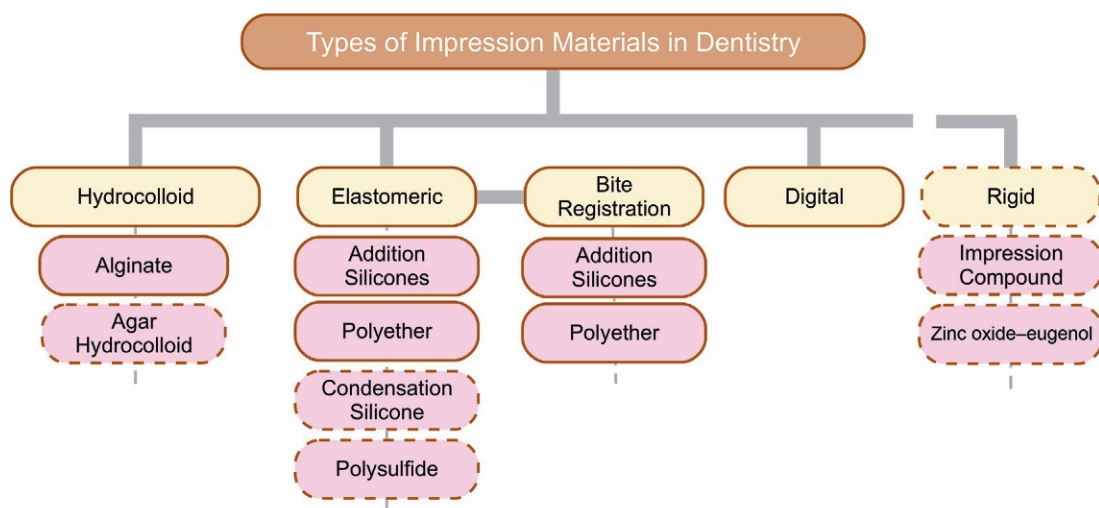 Types of Impression Materials in Dentistry
Hydrocolloid
Alginate
Agar
Hydrocolloid
Elastomeric
Addition
Silicones
Polyether
Condensation
Silicone
Polysulfide
Bite
Registration
Addition
Silicones
Polyether
Digital
Rigid
Impression
Compound
Zinc oxide–eugenol